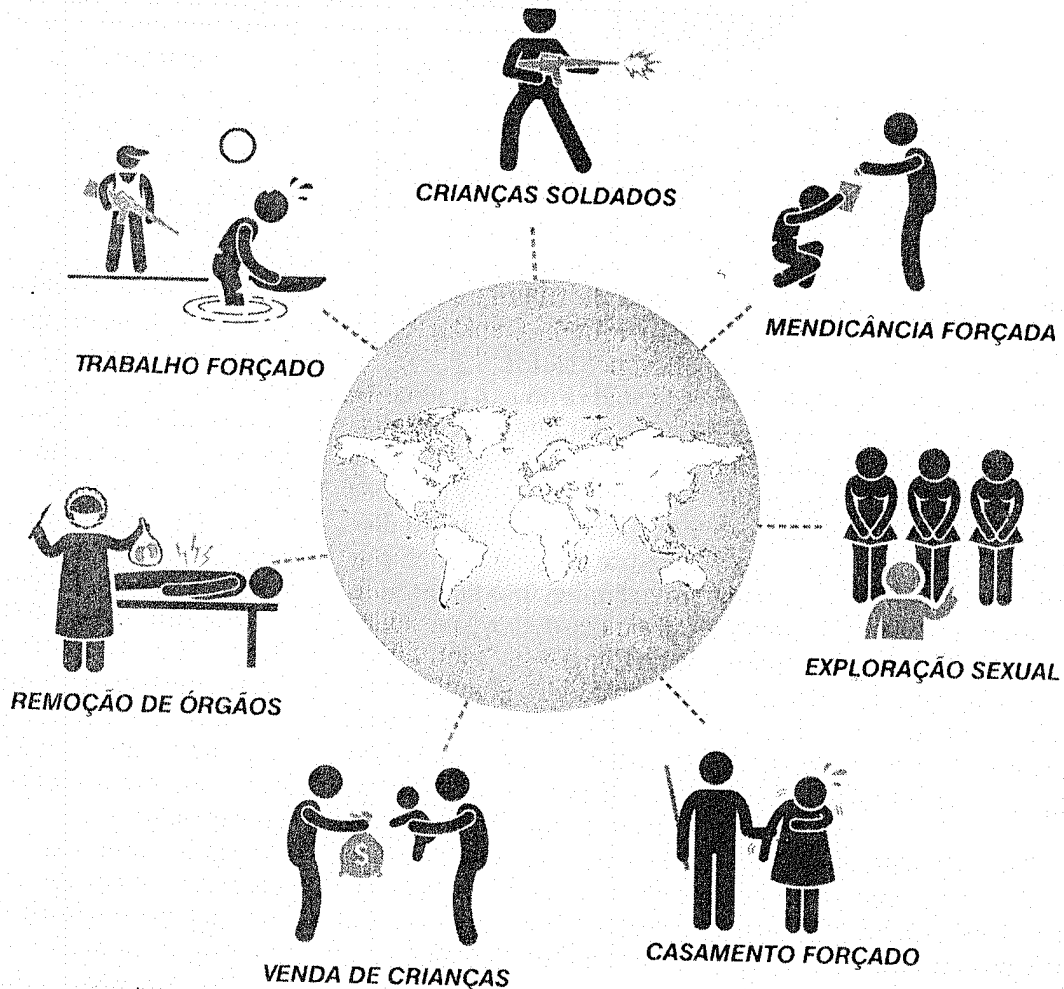 CRIANÇAS SOLDADOS
MENDICÂNCIA FORÇADA
TRABALHO FORÇADO
EXPLORAÇÃO SEXUAL
REMOÇÃO DE ÓRGÃOS
$
CASAMENTO FORÇADO
VENDA DE CRIANÇAS